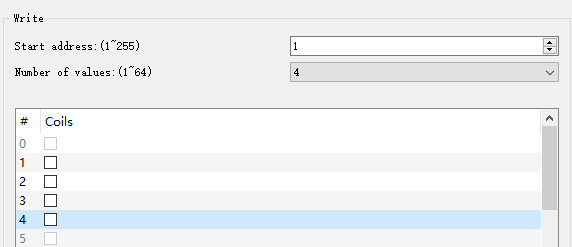 Write
Start address:(1~255)
1
Number of values:(1~64)
4
# Coils
0
1
2
3
4
5